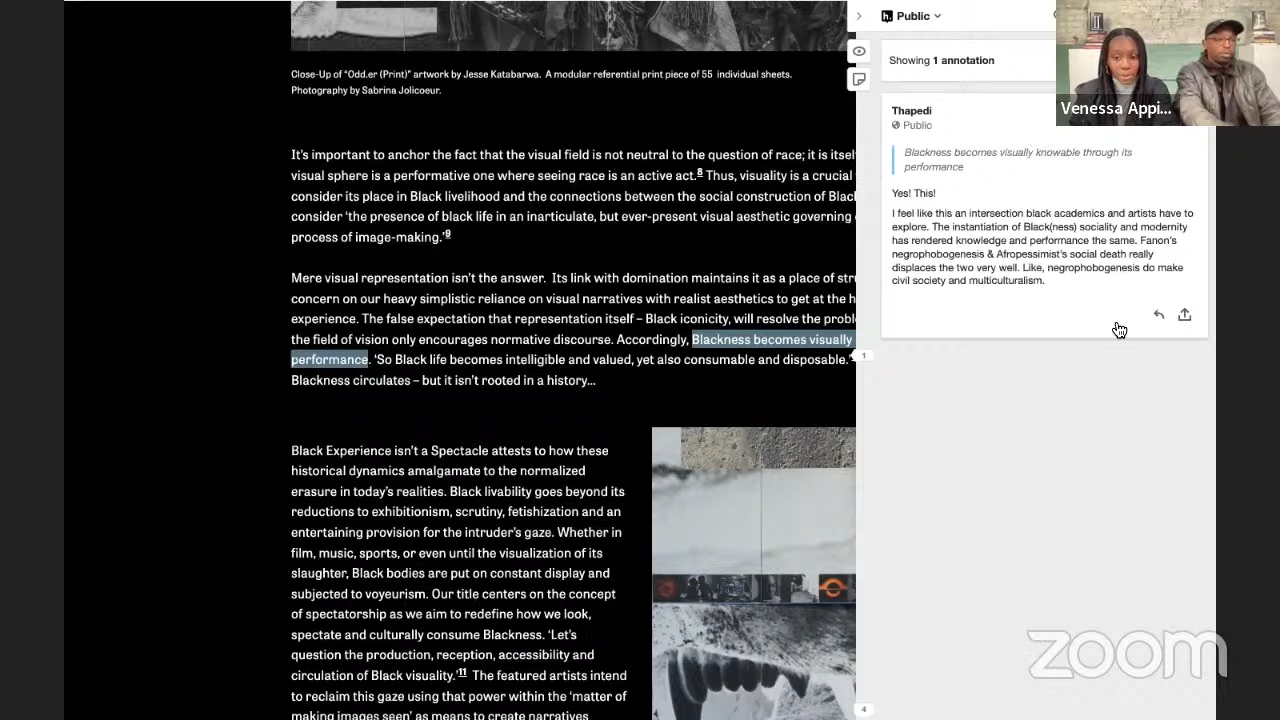 Close-Up of "Odd.er (Print)" artwork by Jesse Katabarwa. A modular referential print piece of 55 individual sheets.
Photography by Sabrina Jolicoeur.
It's important to anchor the fact that the visual field is not neutral to the question of race; it is itsel
visual sphere is a performative one where seeing race is an active act.8 Thus, visuality is a crucial
consider its place in Black livelihood and the connections between the social construction of Blac
consider 'the presence of black life in an inarticulate, but ever-present visual aesthetic governing
process of image-making.'9
Mere visual representation isn't the answer. Its link with domination maintains it as a place of stru
concern on our heavy simplistic reliance on visual narratives with realist aesthetics to get at the h
experience. The false expectation that representation itself – Black iconicity, will resolve the probl
the field of vision only encourages normative discourse. Accordingly, Blackness becomes visually
performance. 'So Black life becomes intelligible and valued, yet also consumable and disposable.'
Blackness circulates – but it isn't rooted in a history...
Black Experience isn't a Spectacle attests to how these
historical dynamics amalgamate to the normalized
erasure in today's realities. Black livability goes beyond its
reductions to exhibitionism, scrutiny, fetishization and an
entertaining provision for the intruder's gaze. Whether in
film, music, sports, or even until the visualization of its
slaughter, Black bodies are put on constant display and
subjected to voyeurism. Our title centers on the concept
of spectatorship as we aim to redefine how we look,
spectate and culturally consume Blackness. 'Let's
question the production, reception, accessibility and
circulation of Black visuality.'11 The featured artists intend
to reclaim this gaze using that power within the 'matter of
making images seen' as means to create narratives
h. Public
Showing 1 annotation
Thapedi
Public
Blackness becomes visually knowable through its
performance
Yes! This!
I feel like this an intersection black academics and artists have to
explore. The instantiation of Black(ness) sociality and modernity
has rendered knowledge and performance the same. Fanon's
negrophobogenesis & Afropessimist's social death really
displaces the two very well. Like, negrophobogenesis do make
civil society and multiculturalism.
1
4
Venessa Appi...
zoom